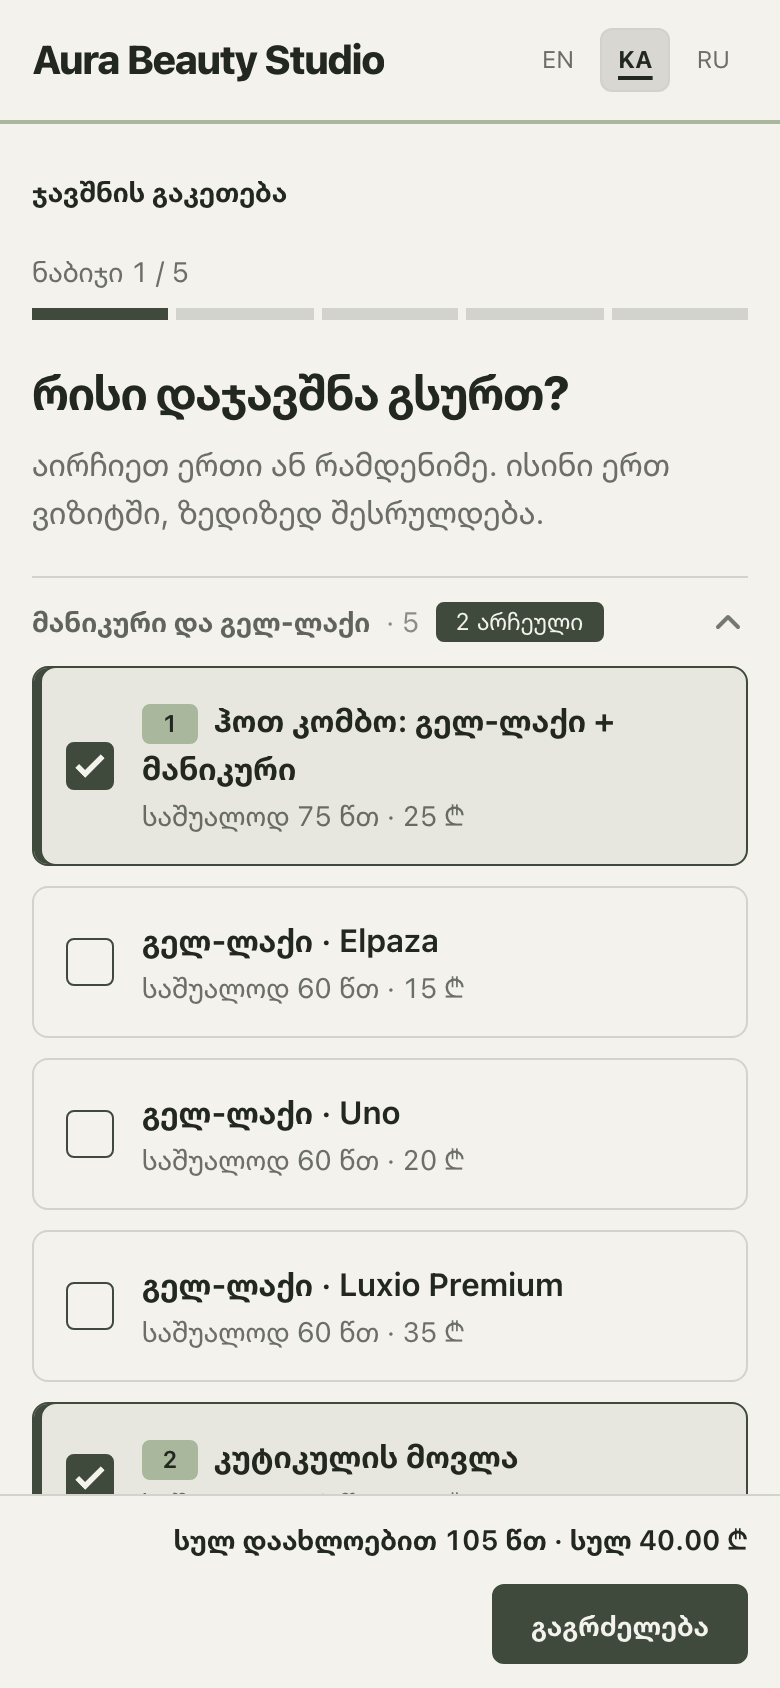 Aura Beauty Studio
EN KA RU
ჯავშნის გაკეთება
ნაბიჯი 1 / 5
რისი დაჯავშნა გსურთ?
აირჩიეთ ერთი ან რამდენიმე. ისინი ერთ
ვიზიტში, ზედიზედ შესრულდება.
მანიკური და გელ-ლაქი · 5 2 არჩეული
1 ჰოთ კომბო: გელ-ლაქი +
მანიკური
საშუალოდ 75 წთ · 25 ₾
გელ-ლაქი · Elpaza
საშუალოდ 60 წთ · 15 ₾
გელ-ლაქი · Uno
საშუალოდ 60 წთ · 20 ₾
გელ-ლაქი · Luxio Premium
საშუალოდ 60 წთ · 35 ₾
2 კუტიკულის მოვლა
სულ დაახლოებით 105 წთ · სულ 40.00 ₾
გაგრძელება